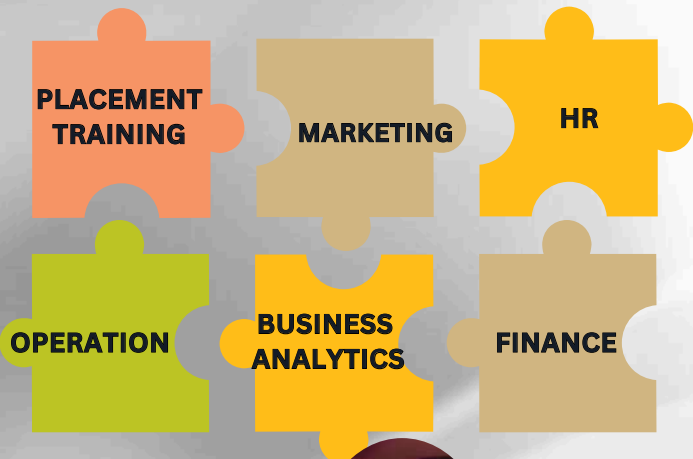 PLACEMENT
TRAINING
MARKETING
HR
OPERATION
BUSINESS
ANALYTICS
FINANCE